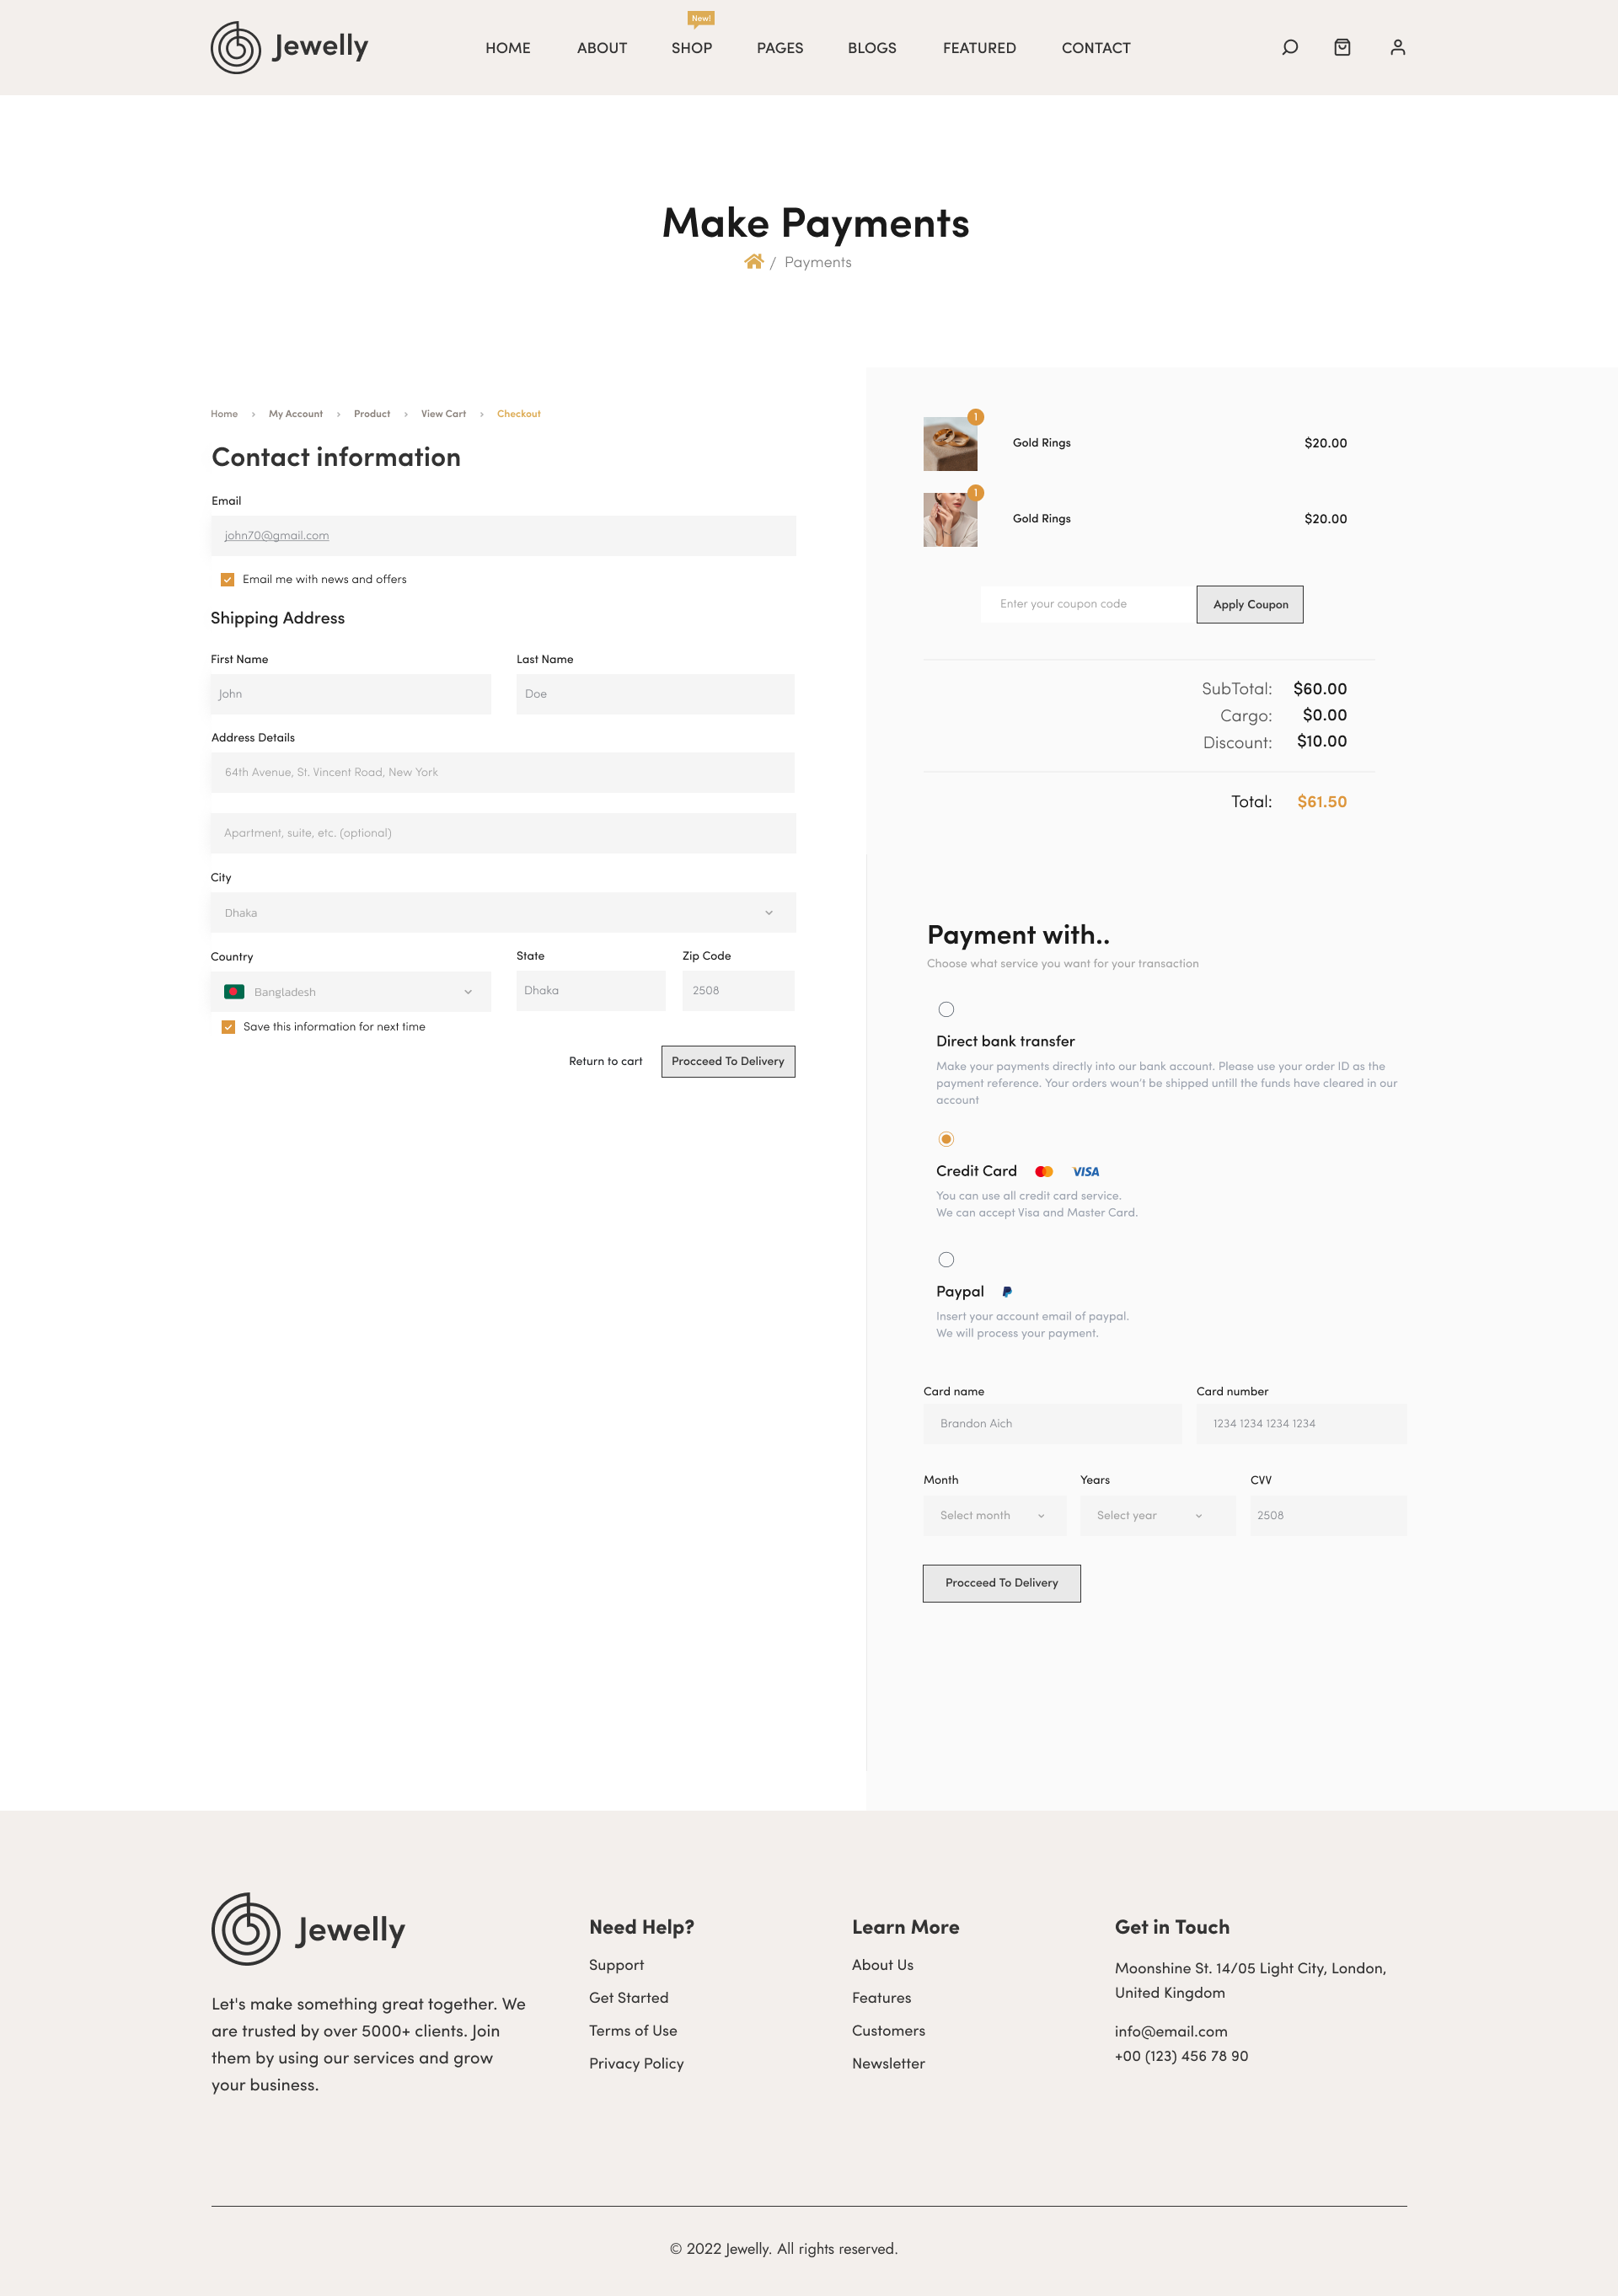 Jewelly
HOME ABOUT SHOP PAGES BLOGS FEATURED CONTACT
New!
Make Payments
/ Payments
Home > My Account > Product > View Cart > Checkout
Contact information
Email
john70@gmail.com
Email me with news and offers
Shipping Address
First Name Last Name
John Doe
Address Details
64th Avenue, St. Vincent Road, New York
Apartment, suite, etc. (optional)
City
Dhaka
Country State Zip Code
Bangladesh Dhaka 2508
Save this information for next time
Return to cart Procceed To Delivery
1
Gold Rings $20.00
1
Gold Rings $20.00
Enter your coupon code Apply Coupon
SubTotal: $60.00
Cargo: $0.00
Discount: $10.00
Total: $61.50
Payment with..
Choose what service you want for your transaction
Direct bank transfer
Make your payments directly into our bank account. Please use your order ID as the
payment reference. Your orders woun't be shipped untill the funds have cleared in our
account
Credit Card VISA
You can use all credit card service.
We can accept Visa and Master Card.
Paypal
Insert your account email of paypal.
We will process your payment.
Card name Card number
Brandon Aich 1234 1234 1234 1234
Month Years CVV
Select month Select year 2508
Procceed To Delivery
Jewelly
Let's make something great together. We
are trusted by over 5000+ clients. Join
them by using our services and grow
your business.
Need Help?
Support
Get Started
Terms of Use
Privacy Policy
Learn More
About Us
Features
Customers
Newsletter
Get in Touch
Moonshine St. 14/05 Light City, London,
United Kingdom
info@email.com
+00 (123) 456 78 90
© 2022 Jewelly. All rights reserved.